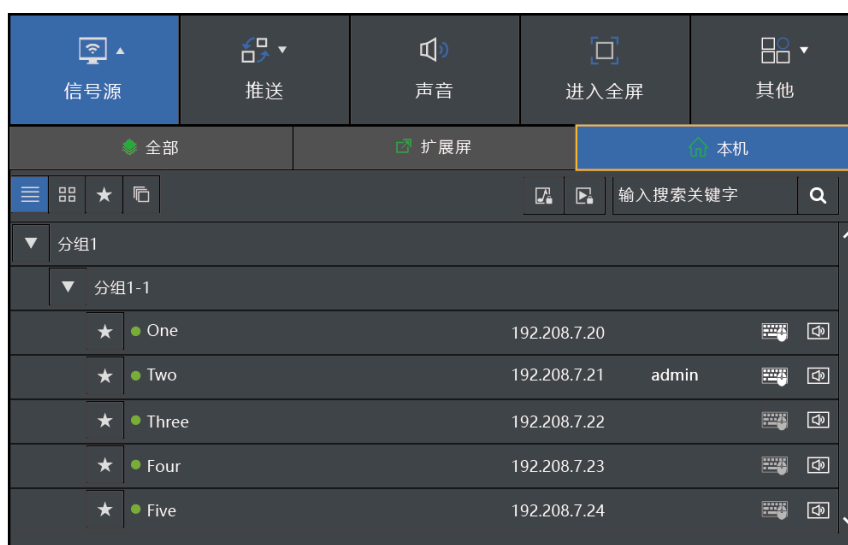 信号源 推送 声音 进入全屏 其他
全部 扩展屏 本机
输入搜索关键字
分组1
分组1-1
One 192.208.7.20
Two 192.208.7.21 admin
Three 192.208.7.22
Four 192.208.7.23
Five 192.208.7.24